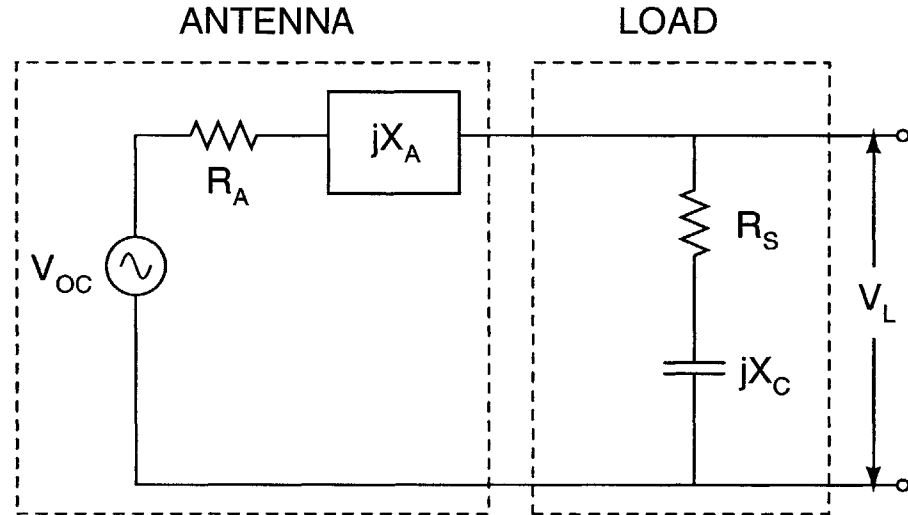 ANTENNA
LOAD
jX_A
R_A
R_S
V_OC
V_L
jX_C